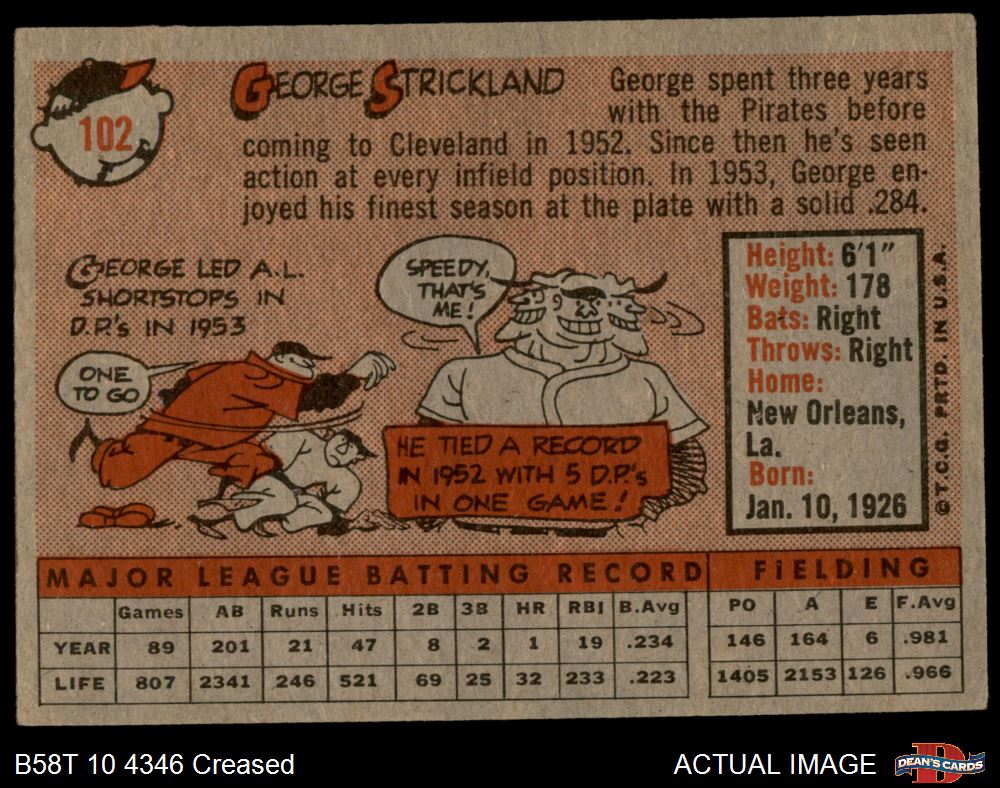 102
GEORGE STRICKLAND
George spent three years
with the Pirates before
coming to Cleveland in 1952. Since then he's seen
action at every infield position. In 1953, George en-
joyed his finest season at the plate with a solid .284.
GEORGE LED A.L.
SHORTSTOPS IN
D.P.'s IN 1953
ONE
TO GO
SPEEDY,
THAT'S
ME!
HE TIED A RECORD
IN 1952 WITH 5 D.P.'s
IN ONE GAME!
Height: 6'1"
Weight: 178
Bats: Right
Throws: Right
Home:
New Orleans,
La.
Born:
Jan. 10, 1926
© T.C.G. PRTD. IN U.S.A.
MAJOR LEAGUE BATTING RECORD FIELDING
Games AB Runs Hits 2B 3B HR RBI B.Avg PO A E F.Avg
YEAR 89 201 21 47 8 2 1 19 .234 146 164 6 .981
LIFE 807 2341 246 521 69 25 32 233 .223 1405 2153 126 .966
B58T 10 4346 Creased
ACTUAL IMAGE
D
DEAN'S CARDS